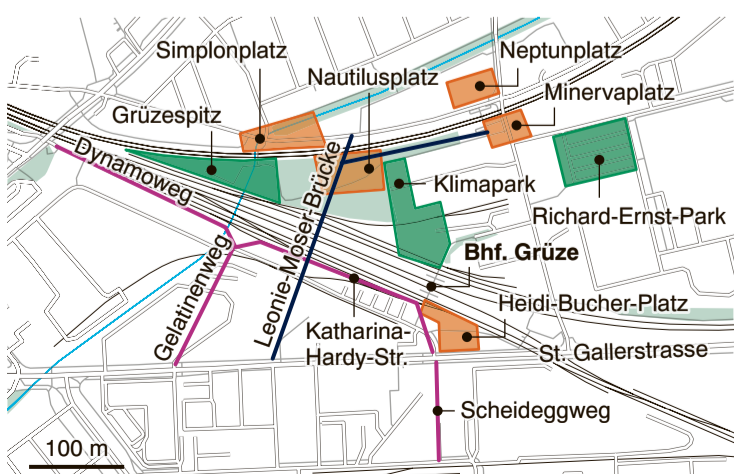 Simplonplatz
Neptunplatz
Nautilusplatz
Minervaplatz
Grüzespitz
Dynamoweg
Klimapark
Richard-Ernst-Park
Leonie-Moser-Brücke
Gelatinenweg
Bhf. Grüze
Heidi-Bucher-Platz
Katharina-
Hardy-Str.
St. Gallerstrasse
Scheideggweg
100 m